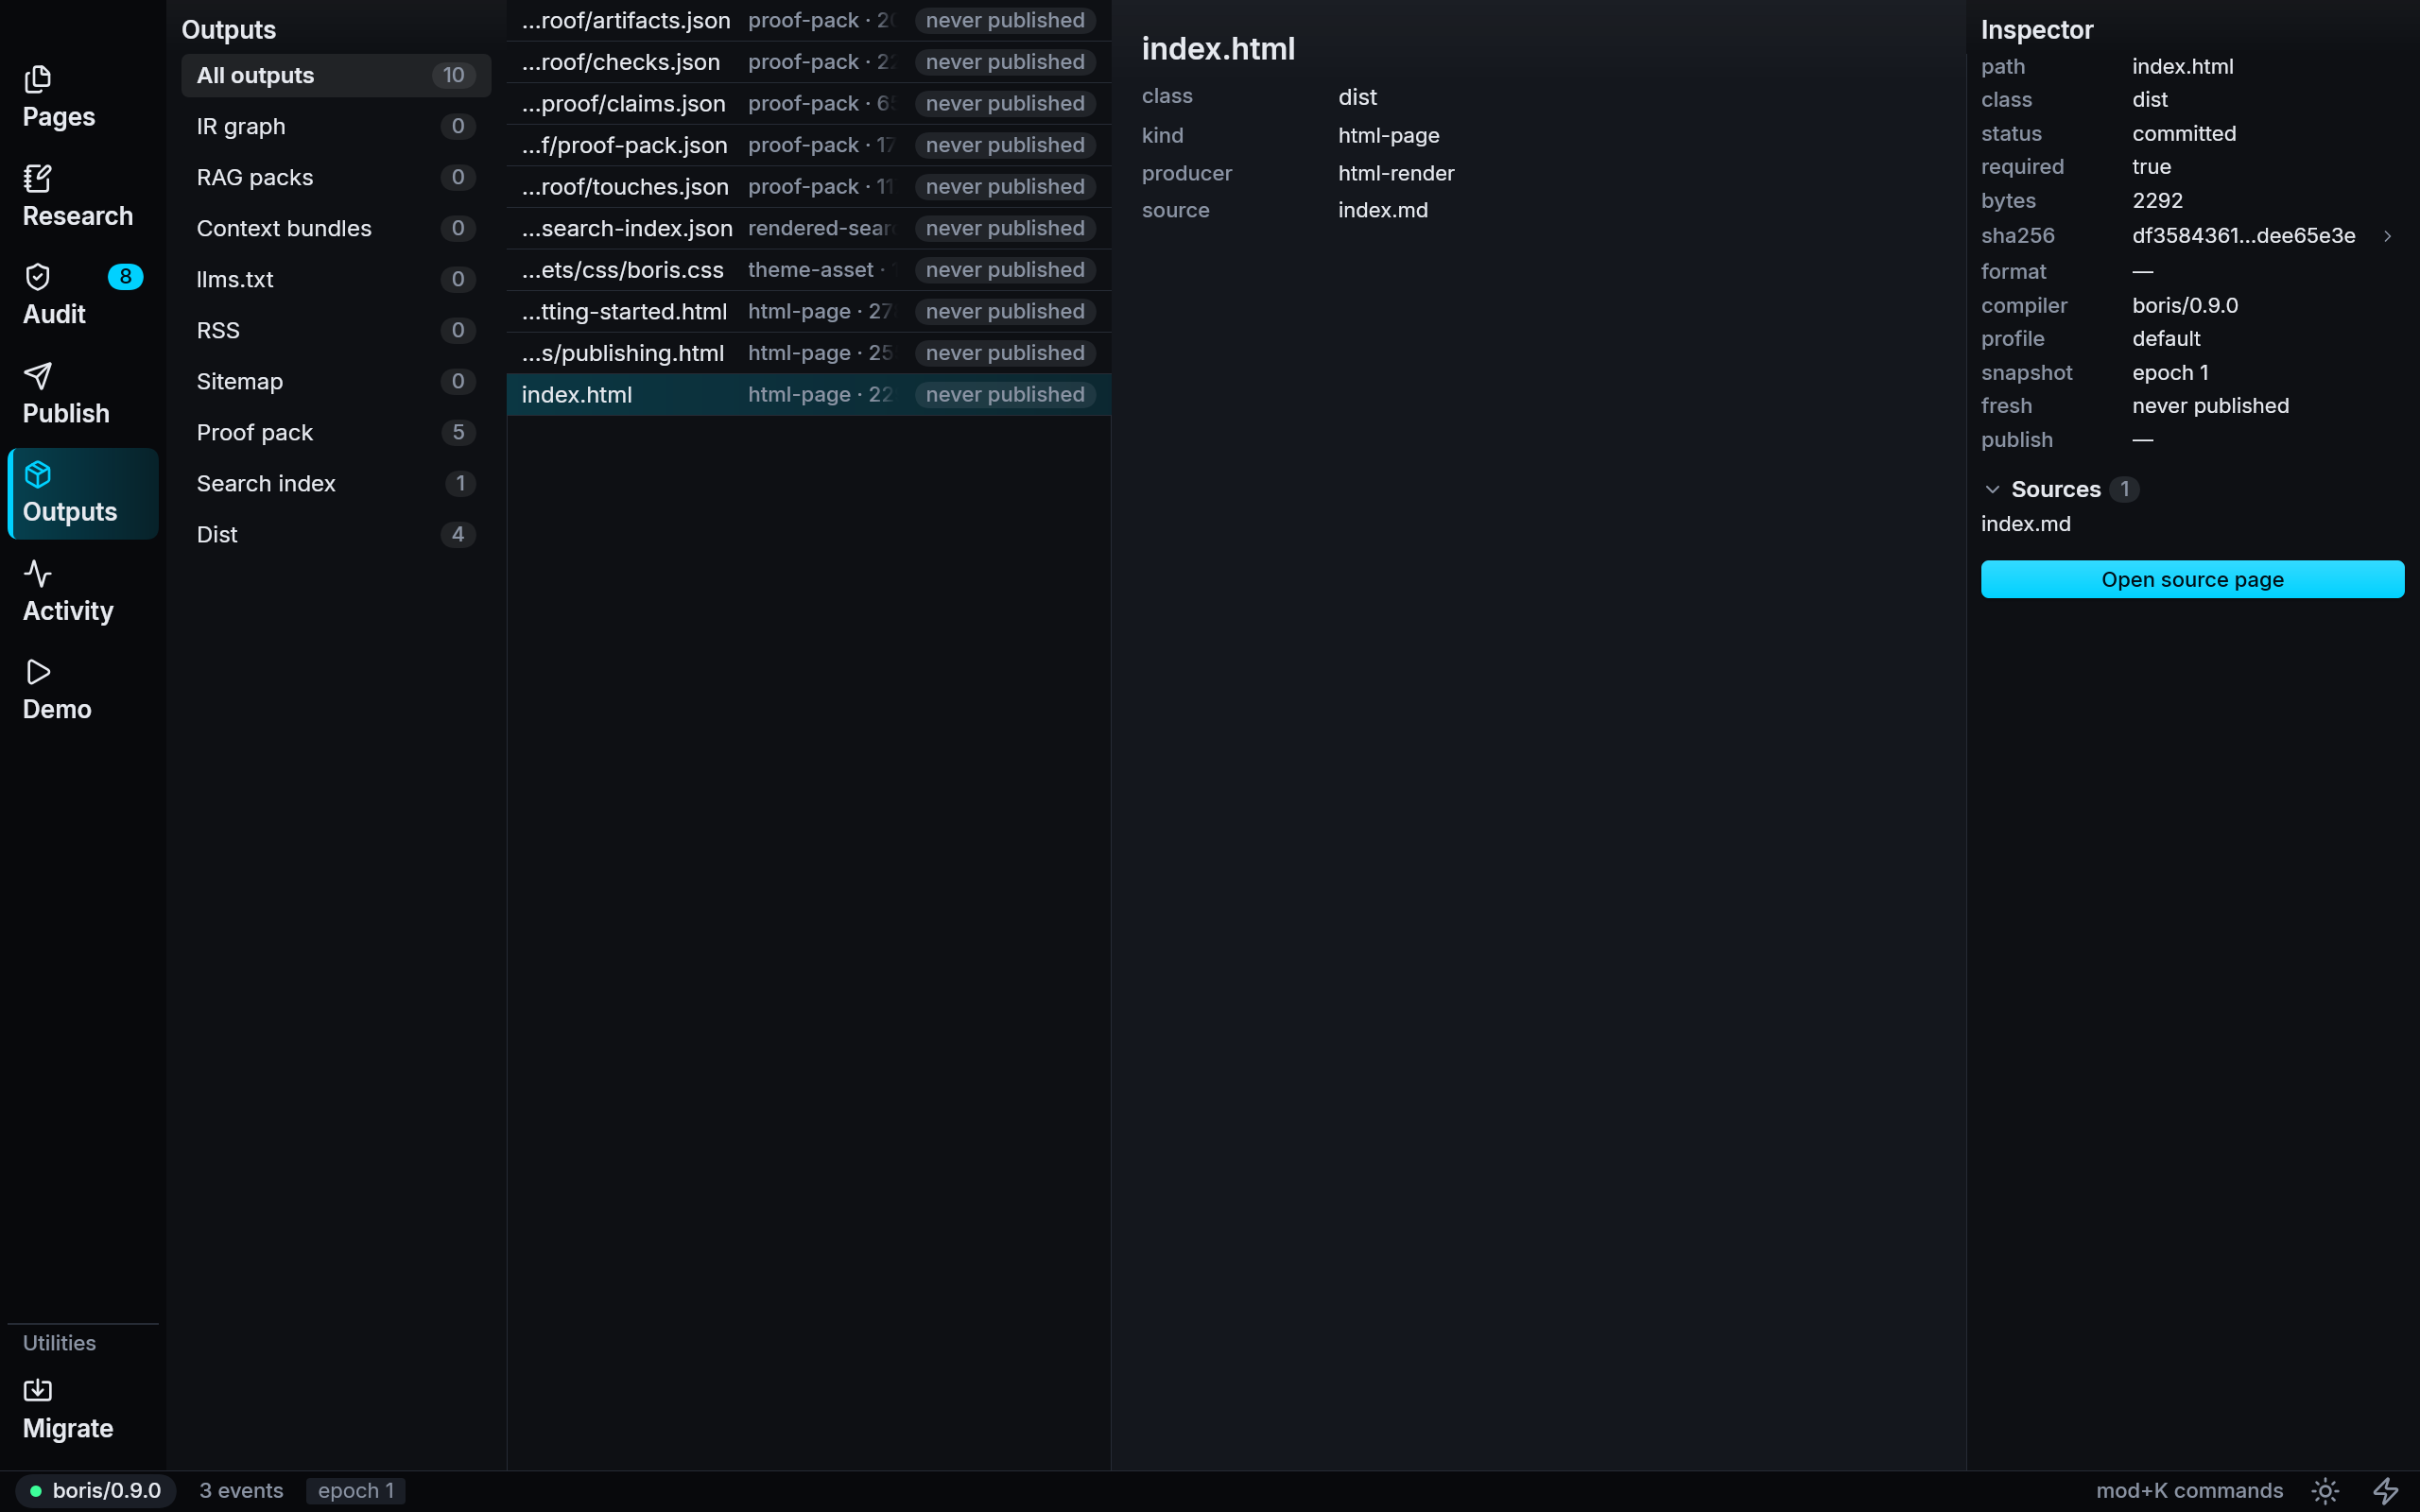 Pages
Research
Audit 8
Publish
Outputs
Activity
Demo
Utilities
Migrate
Outputs
All outputs 10
IR graph 0
RAG packs 0
Context bundles 0
llms.txt 0
RSS 0
Sitemap 0
Proof pack 5
Search index 1
Dist 4
...roof/artifacts.json proof-pack · never published
...roof/checks.json proof-pack · never published
...proof/claims.json proof-pack · never published
...f/proof-pack.json proof-pack · 17 never published
...roof/touches.json proof-pack · 11 never published
...search-index.json rendered-sear never published
...ets/css/boris.css theme-asset · never published
...tting-started.html html-page · 27 never published
...s/publishing.html html-page · 25 never published
index.html html-page · 22 never published
index.html
class dist
kind html-page
producer html-render
source index.md
Inspector
path index.html
class dist
status committed
required true
bytes 2292
sha256 df3584361...dee65e3e
format —
compiler boris/0.9.0
profile default
snapshot epoch 1
fresh never published
publish —
Sources 1
index.md
Open source page
boris/0.9.0 3 events epoch 1
mod+K commands